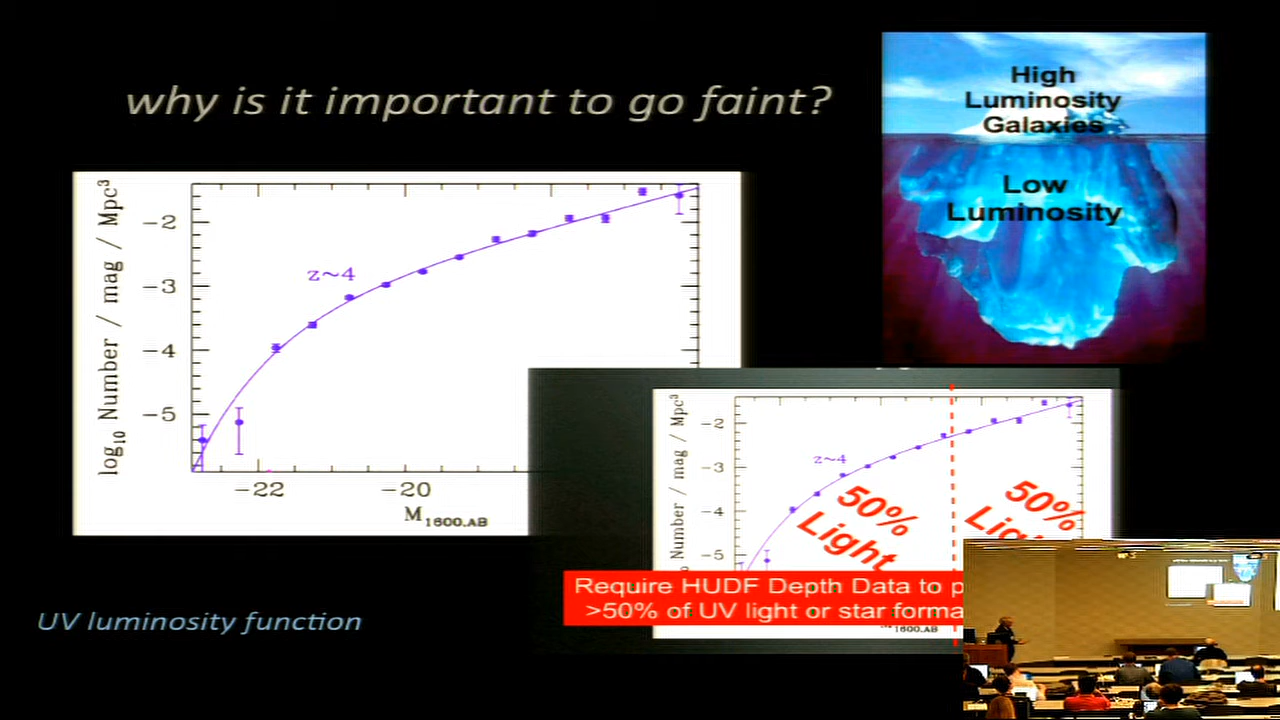 why is it important to go faint?
High
Luminosity
Galaxies
Low
Luminosity
log10 Number / mag / Mpc3
-2
-3
-4
-5
z~4
-22
-20
M1600,AB
Number / mag / Mpc3
-2
-3
-4
-5
z~4
50%
Light
50%
Require HUDF Depth Data to
>50% of UV light or star
M1600,AB
UV luminosity function